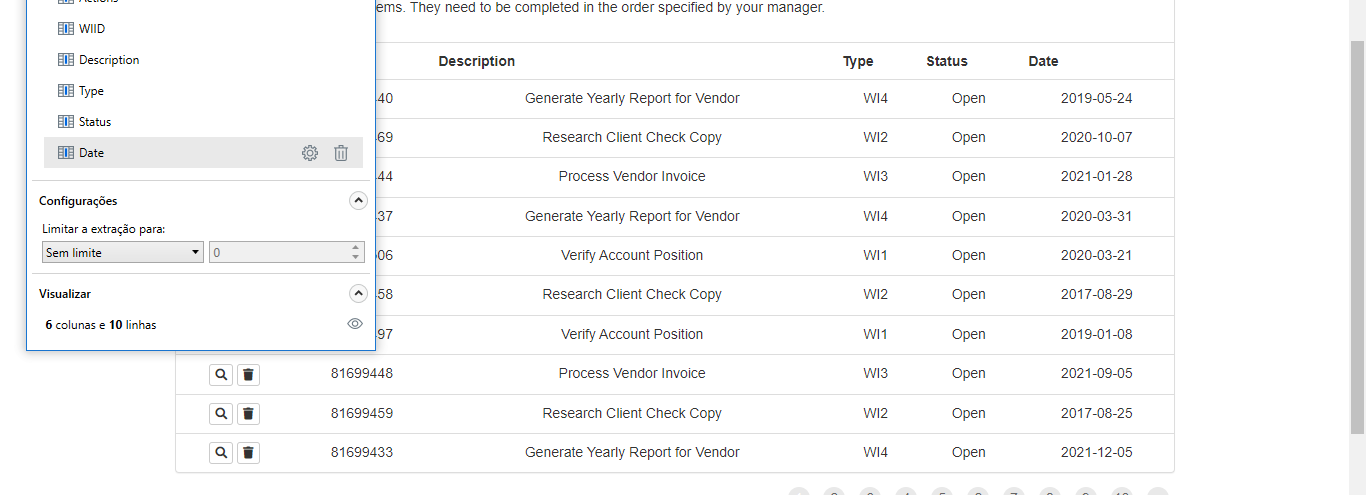 ems. They need to be completed in the order specified by your manager.
WIID
Description
Type
Status
Date
Configurações
Limitar a extração para:
Sem limite 0
Visualizar
6 colunas e 10 linhas
Description Type Status Date
40 Generate Yearly Report for Vendor WI4 Open 2019-05-24
69 Research Client Check Copy WI2 Open 2020-10-07
44 Process Vendor Invoice WI3 Open 2021-01-28
37 Generate Yearly Report for Vendor WI4 Open 2020-03-31
06 Verify Account Position WI1 Open 2020-03-21
58 Research Client Check Copy WI2 Open 2017-08-29
97 Verify Account Position WI1 Open 2019-01-08
81699448 Process Vendor Invoice WI3 Open 2021-09-05
81699459 Research Client Check Copy WI2 Open 2017-08-25
81699433 Generate Yearly Report for Vendor WI4 Open 2021-12-05